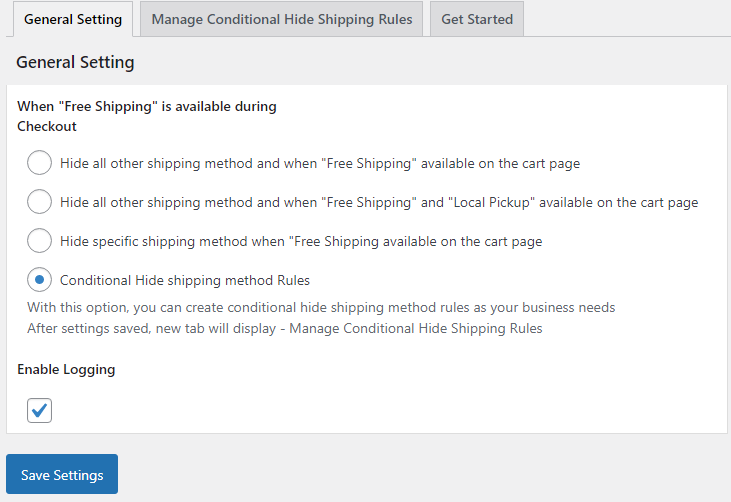 General Setting
Manage Conditional Hide Shipping Rules
Get Started
General Setting
When "Free Shipping" is available during
Checkout
Hide all other shipping method and when "Free Shipping" available on the cart page
Hide all other shipping method and when "Free Shipping" and "Local Pickup" available on the cart page
Hide specific shipping method when "Free Shipping available on the cart page
Conditional Hide shipping method Rules
With this option, you can create conditional hide shipping method rules as your business needs
After settings saved, new tab will display - Manage Conditional Hide Shipping Rules
Enable Logging
Save Settings